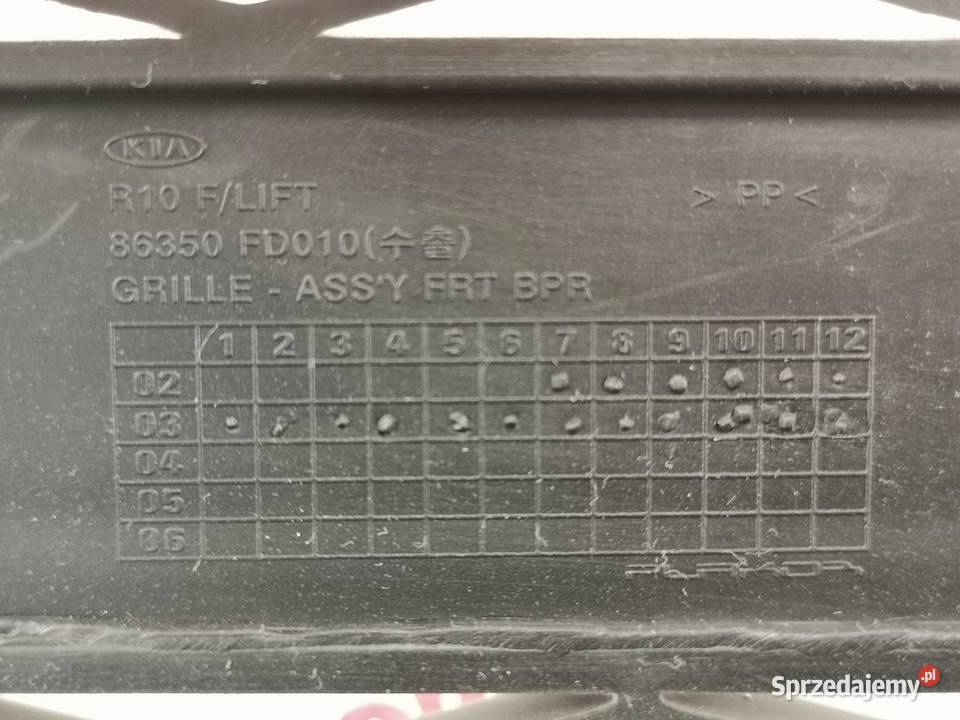 KIA
R10 F/LIFT
> PP <
86350 FD010(수출)
GRILLE - ASS'Y FRT BPR
1 2 3 4 5 6 7 8 9 10 11 12
02
03
04
05
06
Sprzedajemy.pl